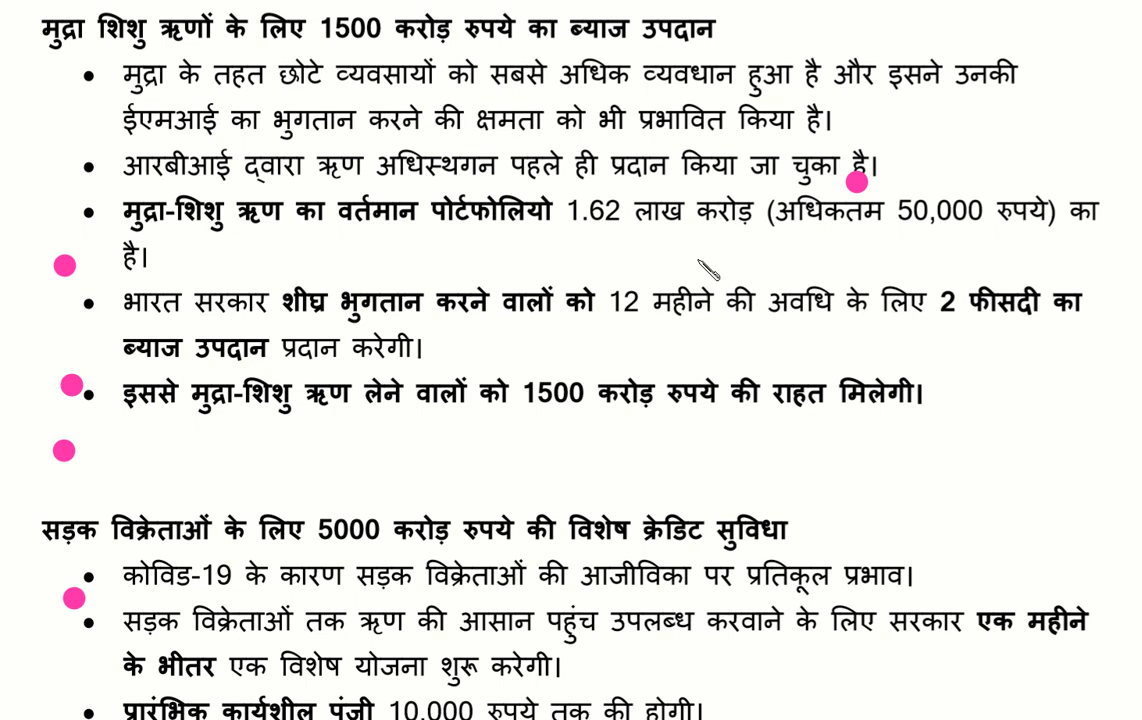 मुद्रा शिशु ऋणों के लिए 1500 करोड़ रुपये का ब्याज उपदान
• मुद्रा के तहत छोटे व्यवसायों को सबसे अधिक व्यवधान हुआ है और इसने उनकी
ईएमआई का भुगतान करने की क्षमता को भी प्रभावित किया है।
• आरबीआई द्वारा ऋण अधिस्थगन पहले ही प्रदान किया जा चुका है।
• मुद्रा-शिशु ऋण का वर्तमान पोर्टफोलियो 1.62 लाख करोड़ (अधिकतम 50,000 रुपये) का
है।
• भारत सरकार शीघ्र भुगतान करने वालों को 12 महीने की अवधि के लिए 2 फीसदी का
ब्याज उपदान प्रदान करेगी।
• इससे मुद्रा-शिशु ऋण लेने वालों को 1500 करोड़ रुपये की राहत मिलेगी।
सड़क विक्रेताओं के लिए 5000 करोड़ रुपये की विशेष क्रेडिट सुविधा
• कोविड-19 के कारण सड़क विक्रेताओं की आजीविका पर प्रतिकूल प्रभाव।
• सड़क विक्रेताओं तक ऋण की आसान पहुंच उपलब्ध करवाने के लिए सरकार एक महीने
के भीतर एक विशेष योजना शुरू करेगी।
• प्रारंभिक कार्यशील पूंजी 10,000 रुपये तक की होगी।